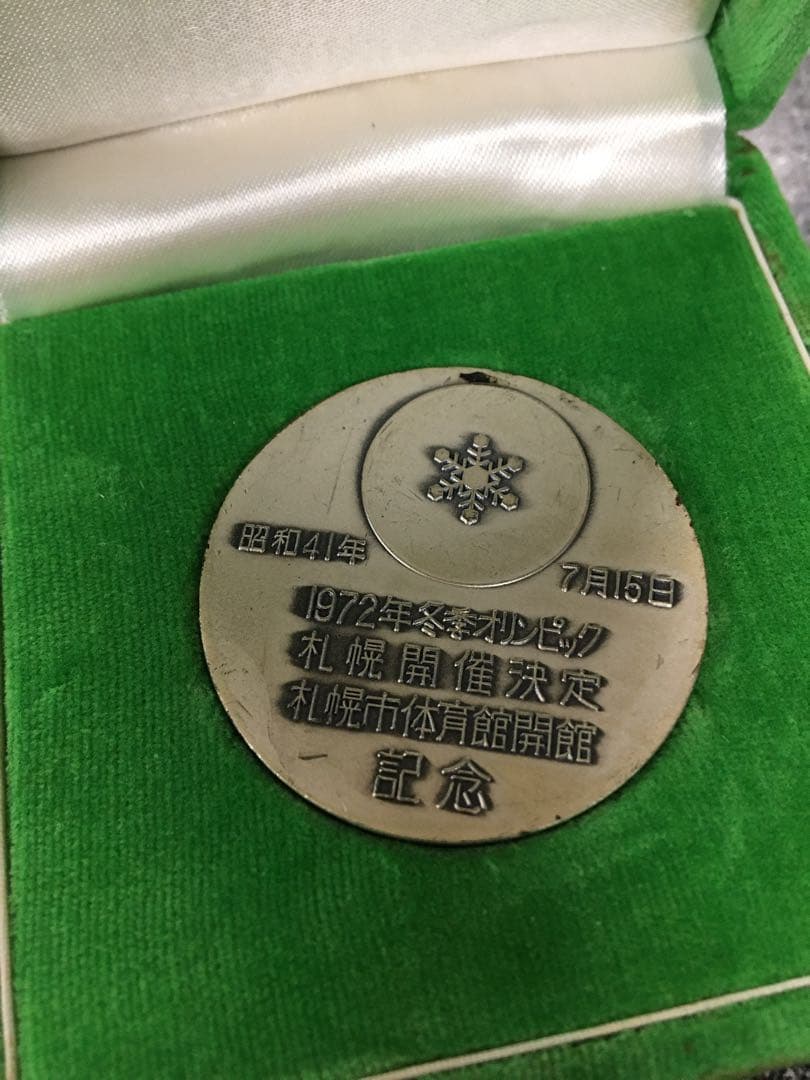 昭和41年
7月15日
1972年冬季オリンピック
札幌開催決定
札幌市体育館開館
記念